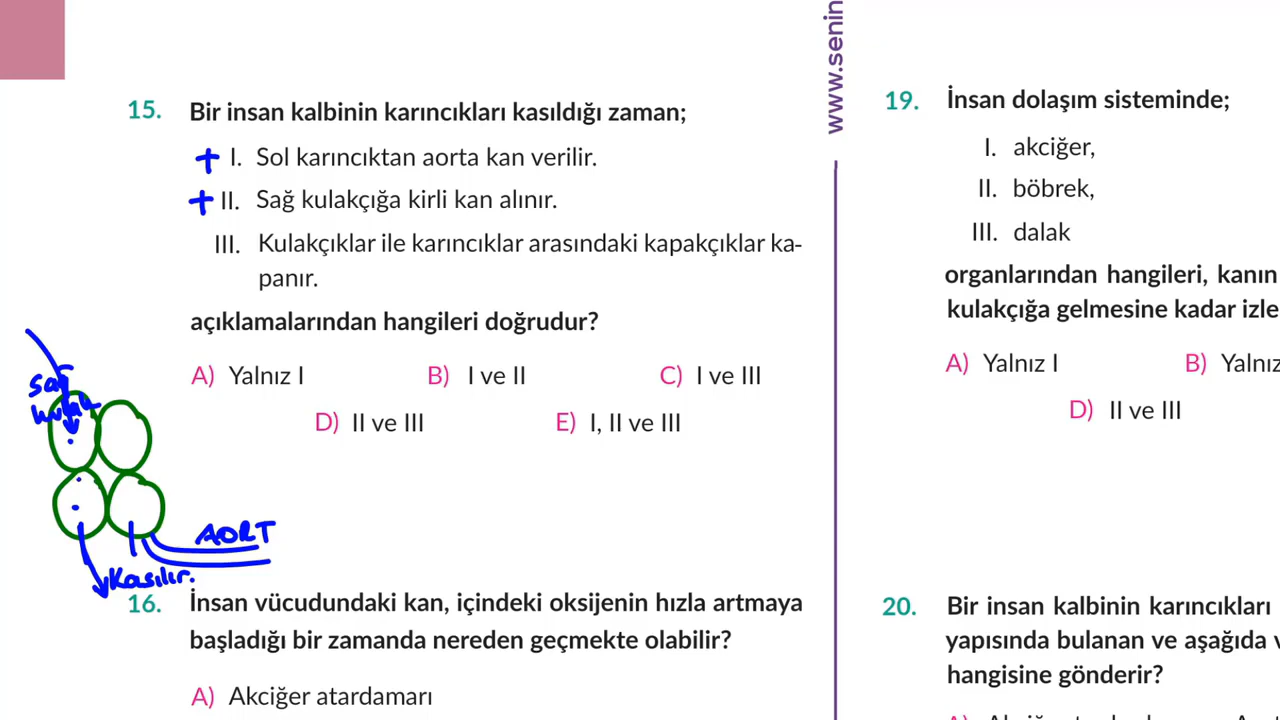 www.senin
15. Bir insan kalbinin karıncıkları kasıldığı zaman;
+ I. Sol karıncıktan aorta kan verilir.
+ II. Sağ kulakçığa kirli kan alınır.
III. Kulakçıklar ile karıncıklar arasındaki kapakçıklar ka-
panır.
açıklamalarından hangileri doğrudur?
A) Yalnız I B) I ve II C) I ve III
D) II ve III E) I, II ve III
sağ
kulak
AORT
Kasılır.
16. İnsan vücudundaki kan, içindeki oksijenin hızla artmaya
başladığı bir zamanda nereden geçmekte olabilir?
A) Akciğer atardamarı
19. İnsan dolaşım sisteminde;
I. akciğer,
II. böbrek,
III. dalak
organlarından hangileri, kanın
kulakçığa gelmesine kadar izle
A) Yalnız I B) Yalnız
D) II ve III
20. Bir insan kalbinin karıncıkları
yapısında bulanan ve aşağıda v
hangisine gönderir?